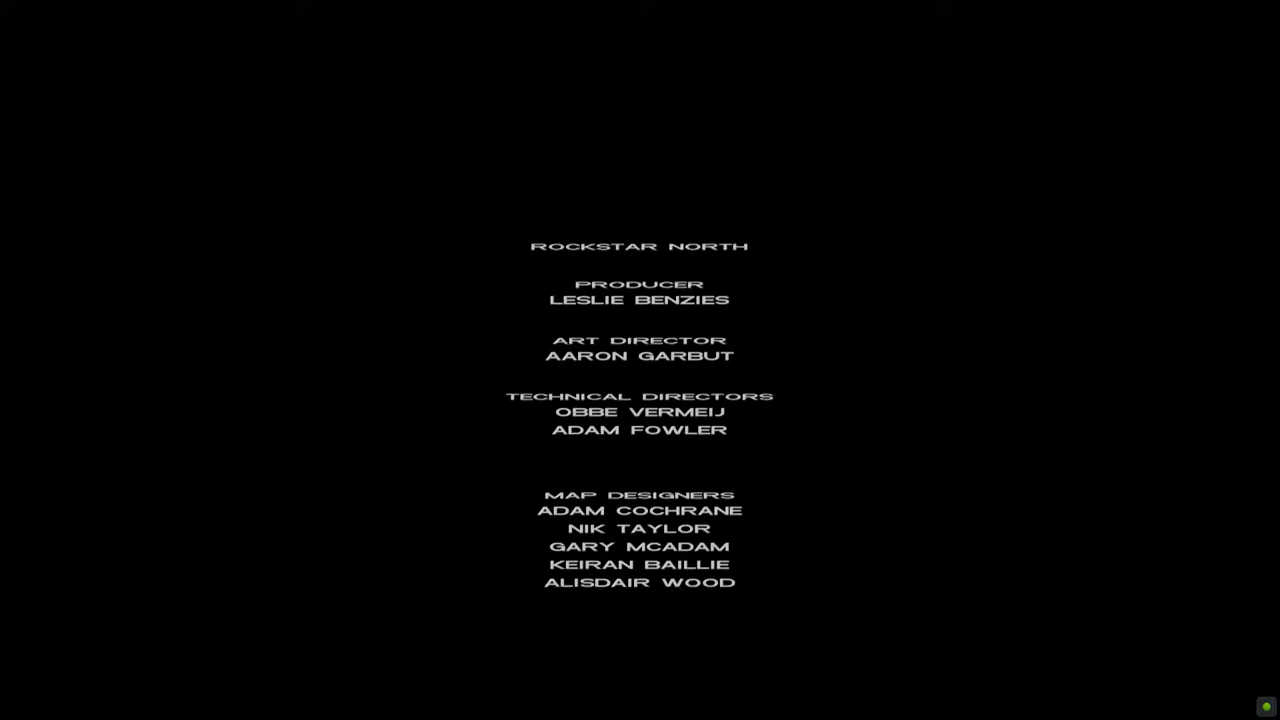 ROCKSTAR NORTH
PRODUCER
LESLIE BENZIES
ART DIRECTOR
AARON GARBUT
TECHNICAL DIRECTORS
OBBE VERMEIJ
ADAM FOWLER
MAP DESIGNERS
ADAM COCHRANE
NIK TAYLOR
GARY MCADAM
KEIRAN BAILLIE
ALISDAIR WOOD